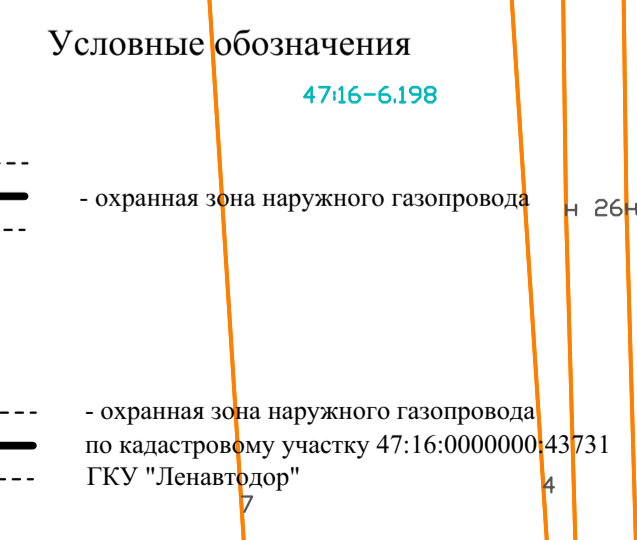 Условные обозначения
47:16-6.198
- охранная зона наружного газопровода
н 26н
- охранная зона наружного газопровода
по кадастровому участку 47:16:0000000:43731
ГКУ "Ленавтодор"
4
7